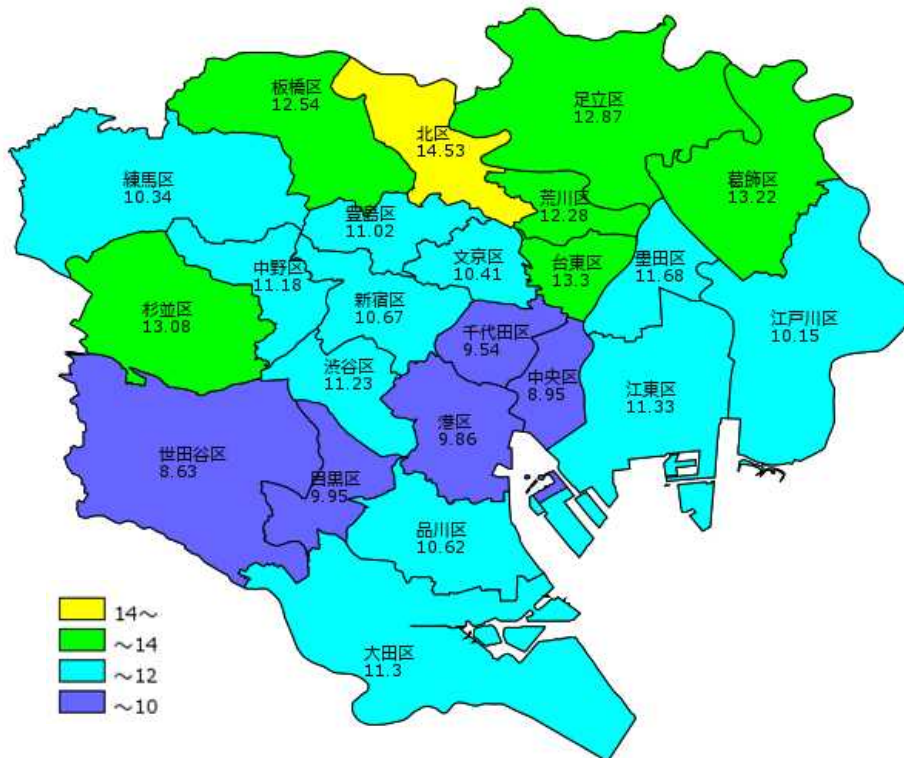 板橋区
12.54
足立区
12.87
北区
14.53
練馬区
10.34
葛飾区
13.22
荒川区
12.28
豊島区
11.02
文京区
10.41
台東区
13.3
墨田区
11.68
中野区
11.18
新宿区
10.67
杉並区
13.08
江戸川区
10.15
千代田区
9.54
渋谷区
11.23
中央区
8.95
江東区
11.33
港区
9.86
世田谷区
8.63
目黒区
9.95
品川区
10.62
大田区
11.3
14～
～14
～12
～10